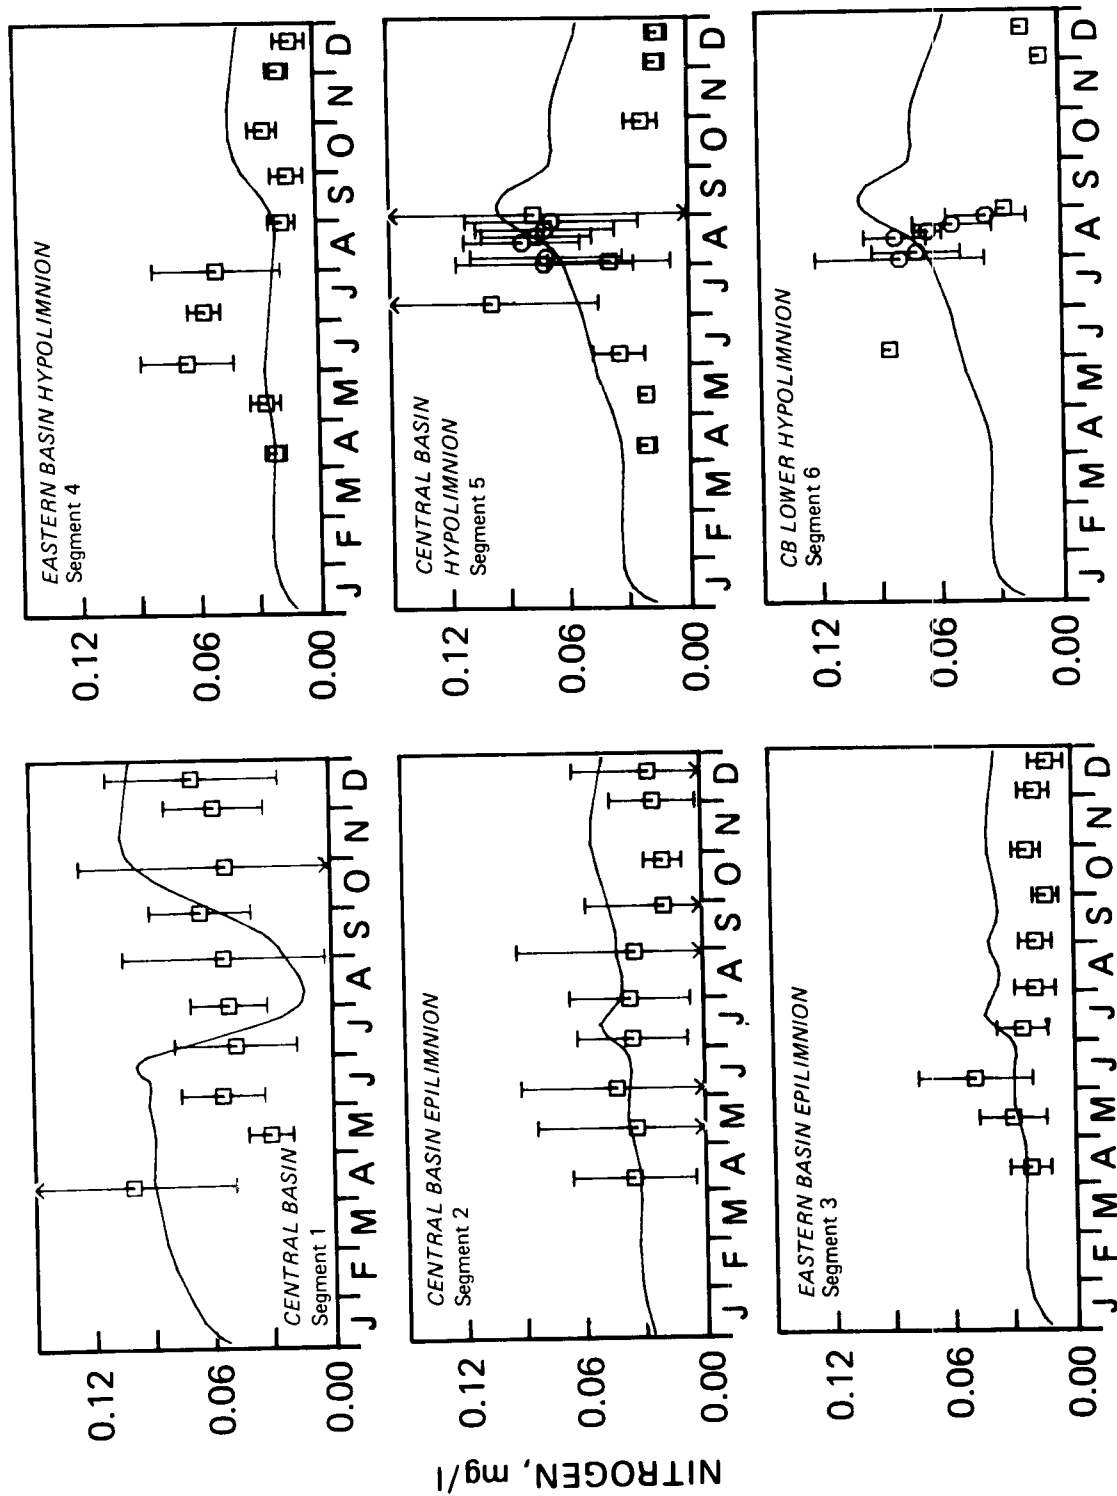 NITROGEN, mg/l
CENTRAL BASIN
Segment 1
0.12
0.06
0.00
J F M A M J J A S O N D
CENTRAL BASIN EPILIMNION
Segment 2
0.12
0.06
0.00
J F M A M J J A S O N D
EASTERN BASIN EPILIMNION
Segment 3
0.12
0.06
0.00
J F M A M J J A S O N D
EASTERN BASIN HYPOLIMNION
Segment 4
0.12
0.06
0.00
J F M A M J J A S O N D
CENTRAL BASIN
HYPOLIMNION
Segment 5
0.12
0.06
0.00
J F M A M J J A S O N D
CB LOWER HYPOLIMNION
Segment 6
0.12
0.06
0.00
J F M A M J J A S O N D